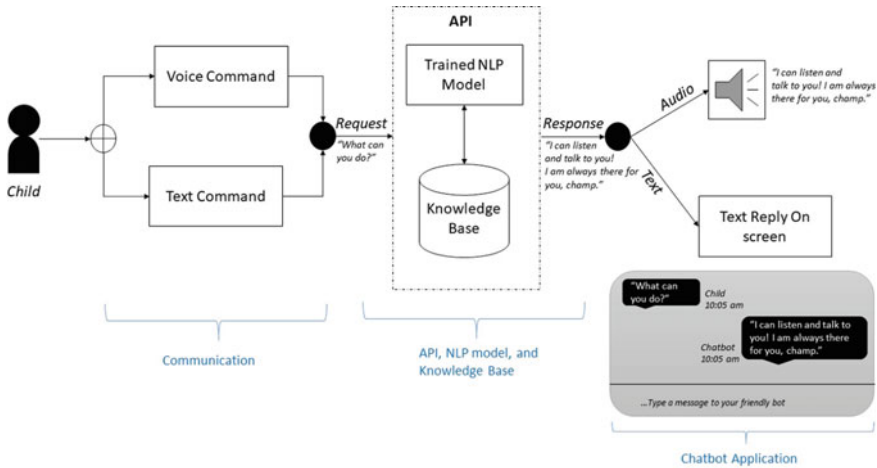 API
Voice Command
Trained NLP
Model
"I can listen and
talk to you! I am always
there for you, champ."
Audio
Request
"What can
you do?"
Response
"I can listen
and talk to you!
I am always there for
you, champ."
Child
Text Command
Knowledge
Base
Text
Text Reply On
screen
"What can
you do?"
Child
10:05 am
"I can listen and talk to
you! I am always there
for you, champ."
Chatbot
10:05 am
...Type a message to your friendly bot
Communication
API, NLP model, and
Knowledge Base
Chatbot Application